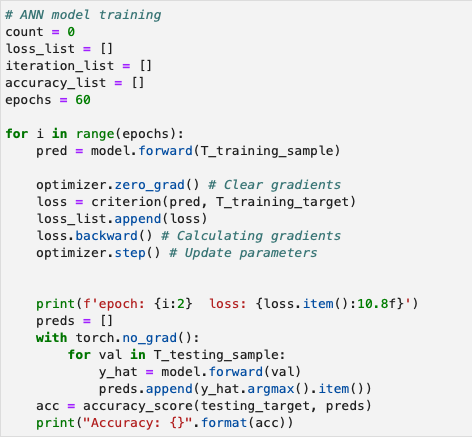 # ANN model training
count = 0
loss_list = []
iteration_list = []
accuracy_list = []
epochs = 60

for i in range(epochs):
    pred = model.forward(T_training_sample)

    optimizer.zero_grad() # Clear gradients
    loss = criterion(pred, T_training_target)
    loss_list.append(loss)
    loss.backward() # Calculating gradients
    optimizer.step() # Update parameters


    print(f'epoch: {i:2}  loss: {loss.item():10.8f}')
    preds = []
    with torch.no_grad():
        for val in T_testing_sample:
            y_hat = model.forward(val)
            preds.append(y_hat.argmax().item())
    acc = accuracy_score(testing_target, preds)
    print("Accuracy: {}".format(acc))